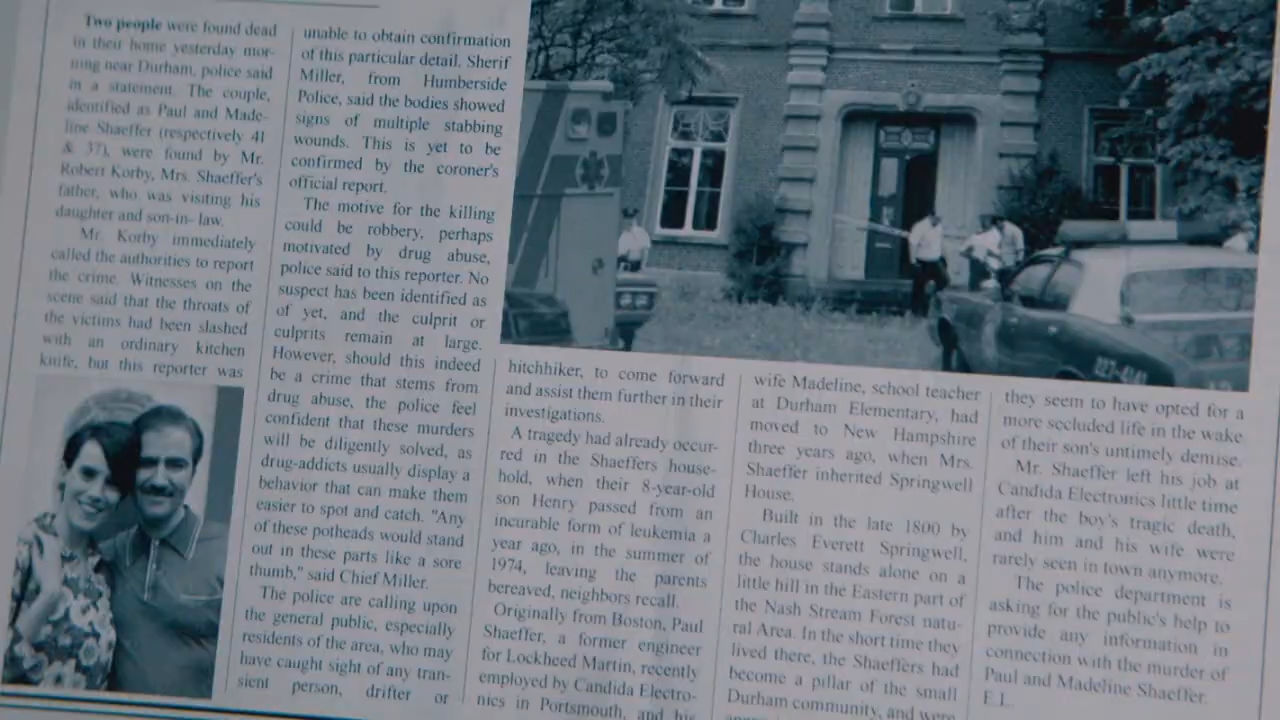 Two people were found dead
in their home yesterday mor-
ning near Durham, police said
in a statement. The couple,
identified as Paul and Made-
line Shaeffer (respectively 41
& 37), were found by Mr.
Robert Korby, Mrs. Shaeffer's
father, who was visiting his
daughter and son-in- law.
Mr. Korby immediately
called the authorities to report
the crime. Witnesses on the
scene said that the throats of
the victims had been slashed
with an ordinary kitchen
knife, but this reporter was
unable to obtain confirmation
of this particular detail. Sherif
Miller, from Humberside
Police, said the bodies showed
signs of multiple stabbing
wounds. This is yet to be
confirmed by the coroner's
official report.
The motive for the killing
could be robbery, perhaps
motivated by drug abuse,
police said to this reporter. No
suspect has been identified as
of yet, and the culprit or
culprits remain at large.
However, should this indeed
be a crime that stems from
drug abuse, the police feel
confident that these murders
will be diligently solved, as
drug-addicts usually display a
behavior that can make them
easier to spot and catch. "Any
of these potheads would stand
out in these parts like a sore
thumb," said Chief Miller.
The police are calling upon
the general public, especially
residents of the area, who may
have caught sight of any tran-
sient person, drifter or
hitchhiker, to come forward
and assist them further in their
investigations.
A tragedy had already occur-
red in the Shaeffers house-
hold, when their 8-year-old
son Henry passed from an
incurable form of leukemia a
year ago, in the summer of
1974, leaving the parents
bereaved, neighbors recall.
Originally from Boston, Paul
Shaeffer, a former engineer
for Lockheed Martin, recently
employed by Candida Electro-
nics in Portsmouth, and his
wife Madeline, school teacher
at Durham Elementary, had
moved to New Hampshire
three years ago, when Mrs.
Shaeffer inherited Springwell
House.
Built in the late 1800 by
Charles Everett Springwell,
the house stands alone on a
little hill in the Eastern part of
the Nash Stream Forest natu-
ral Area. In the short time they
lived there, the Shaeffers had
become a pillar of the small
Durham community, and were
they seem to have opted for a
more secluded life in the wake
of their son's untimely demise.
Mr. Shaeffer left his job at
Candida Electronics little time
after the boy's tragic death,
and him and his wife were
rarely seen in town anymore.
The police department is
asking for the public's help to
provide any information in
connection with the murder of
Paul and Madeline Shaeffer.
E.L.